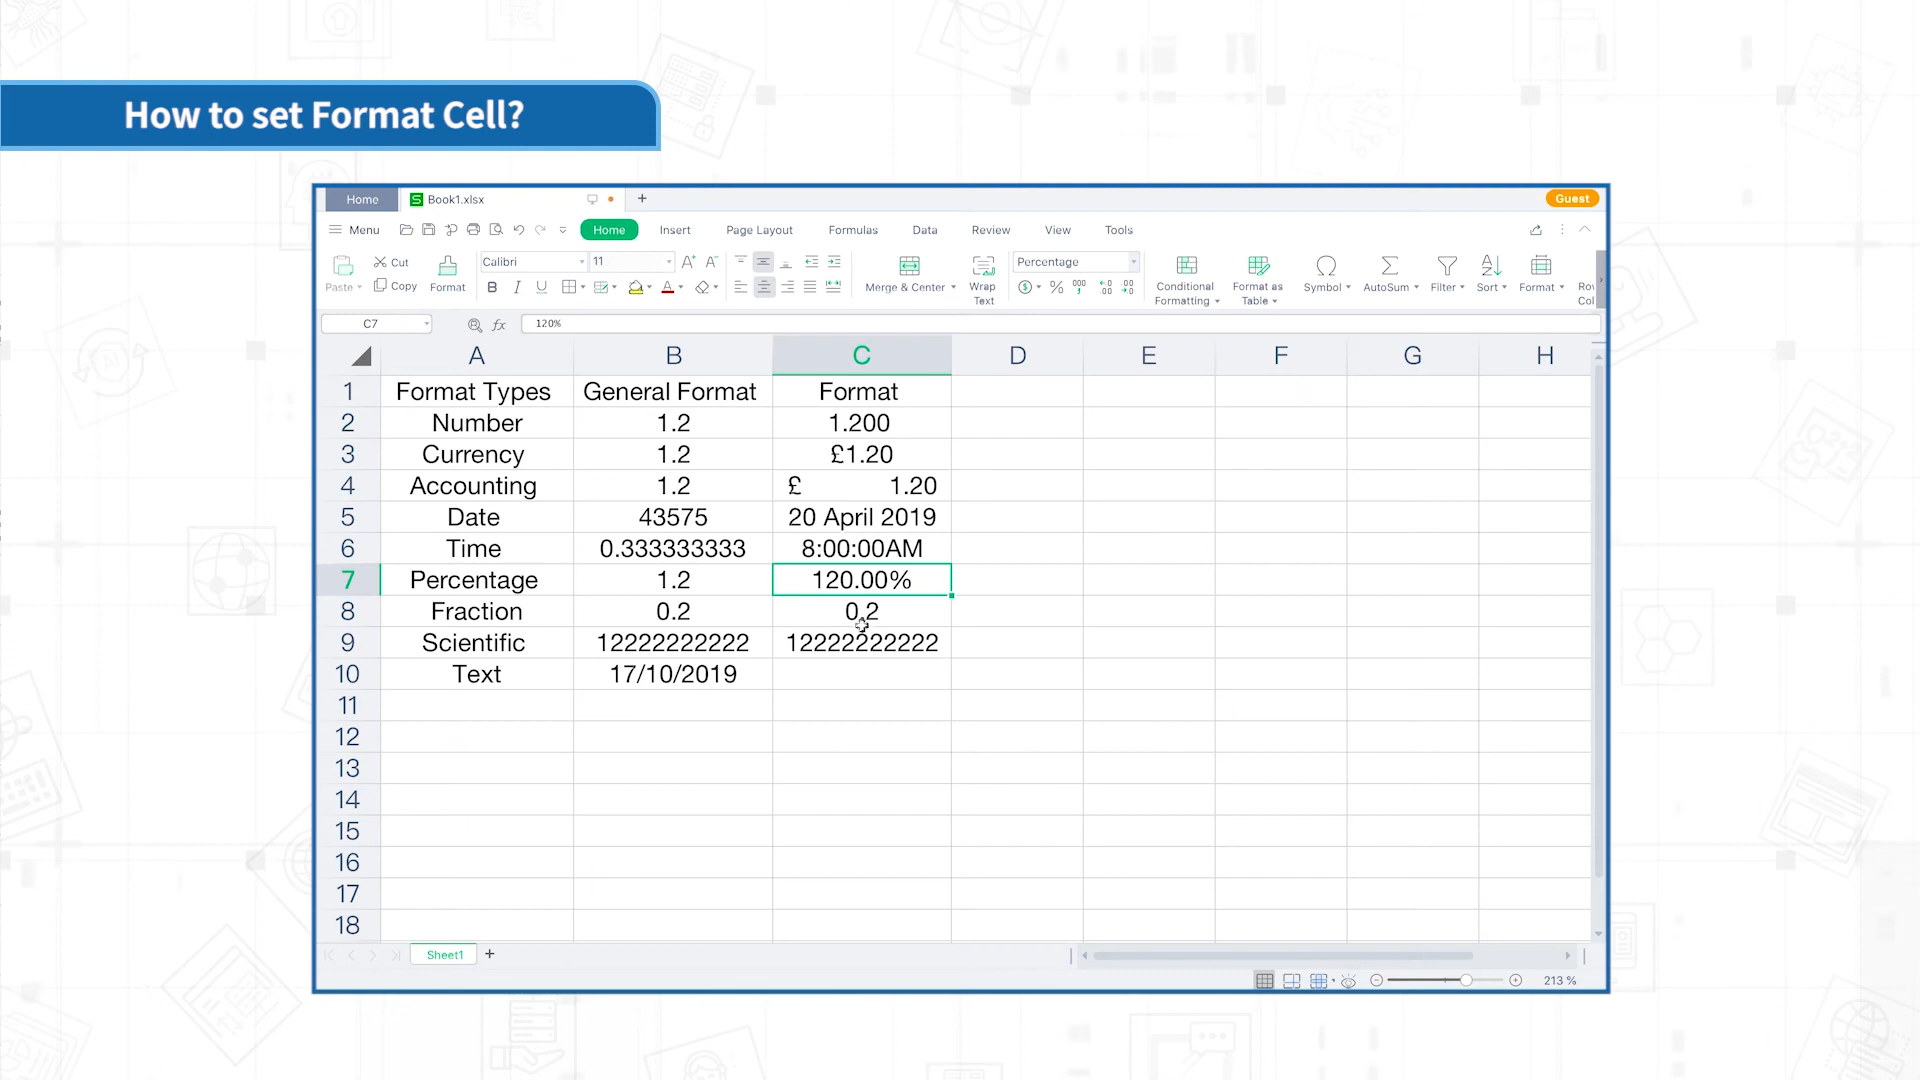 How to set Format Cell?
Home Book1.xlsx + Guest
Menu Home Insert Page Layout Formulas Data Review View Tools
Paste Cut Copy Format Calibri 11 A+ A- B I U A Merge & Center Wrap Text Percentage % 000 Conditional Formatting Format as Table Symbol AutoSum Filter Sort Format
C7 fx 120%
A B C D E F G H
1 Format Types General Format Format
2 Number 1.2 1.200
3 Currency 1.2 £1.20
4 Accounting 1.2 £ 1.20
5 Date 43575 20 April 2019
6 Time 0.333333333 8:00:00AM
7 Percentage 1.2 120.00%
8 Fraction 0.2 0.2
9 Scientific 12222222222 12222222222
10 Text 17/10/2019
11
12
13
14
15
16
17
18
Sheet1 +
213 %